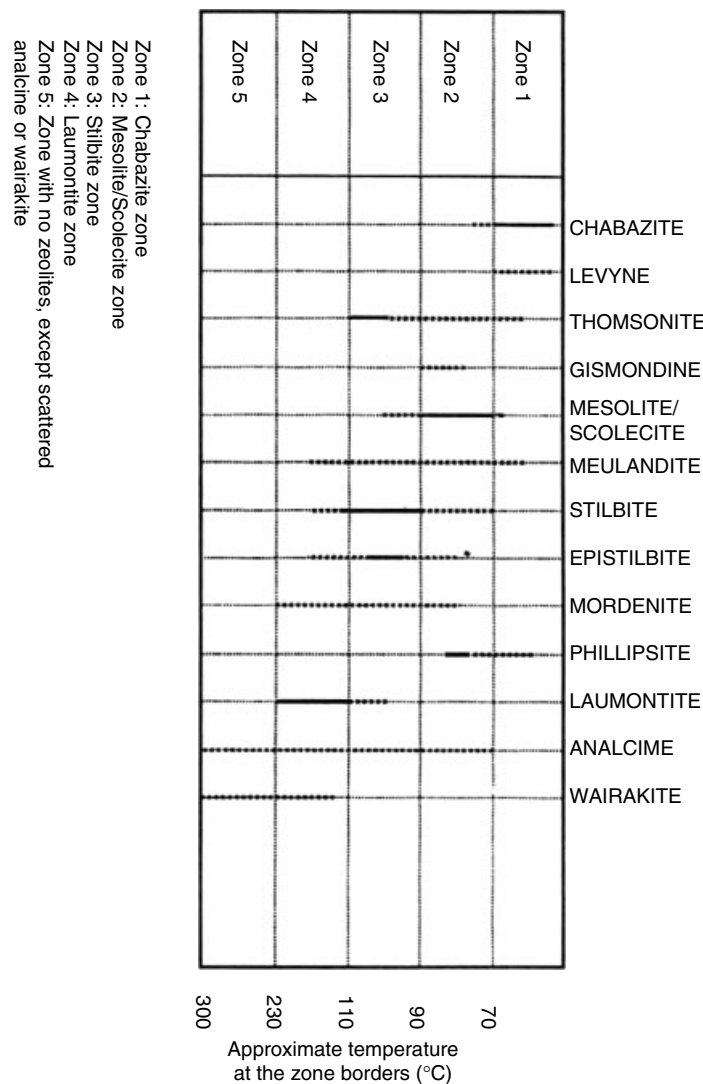 Zone 5
Zone 4
Zone 3
Zone 2
Zone 1
CHABAZITE
LEVYNE
THOMSONITE
GISMONDINE
MESOLITE/
SCOLECITE
MEULANDITE
STILBITE
EPISTILBITE
MORDENITE
PHILLIPSITE
LAUMONTITE
ANALCIME
WAIRAKITE
300
230
110
90
70
Approximate temperature
at the zone borders (°C)
Zone 1: Chabazite zone
Zone 2: Mesolite/Scolecite zone
Zone 3: Stilbite zone
Zone 4: Laumontite zone
Zone 5: Zone with no zeolites, except scattered
analcine or wairakite